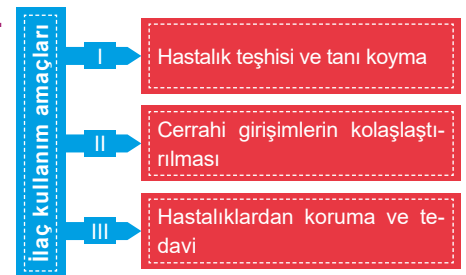 İlaç kullanım amaçları
I
Hastalık teşhisi ve tanı koyma
II
Cerrahi girişimlerin kolaşlaştı-
rılması
III
Hastalıklardan koruma ve te-
davi